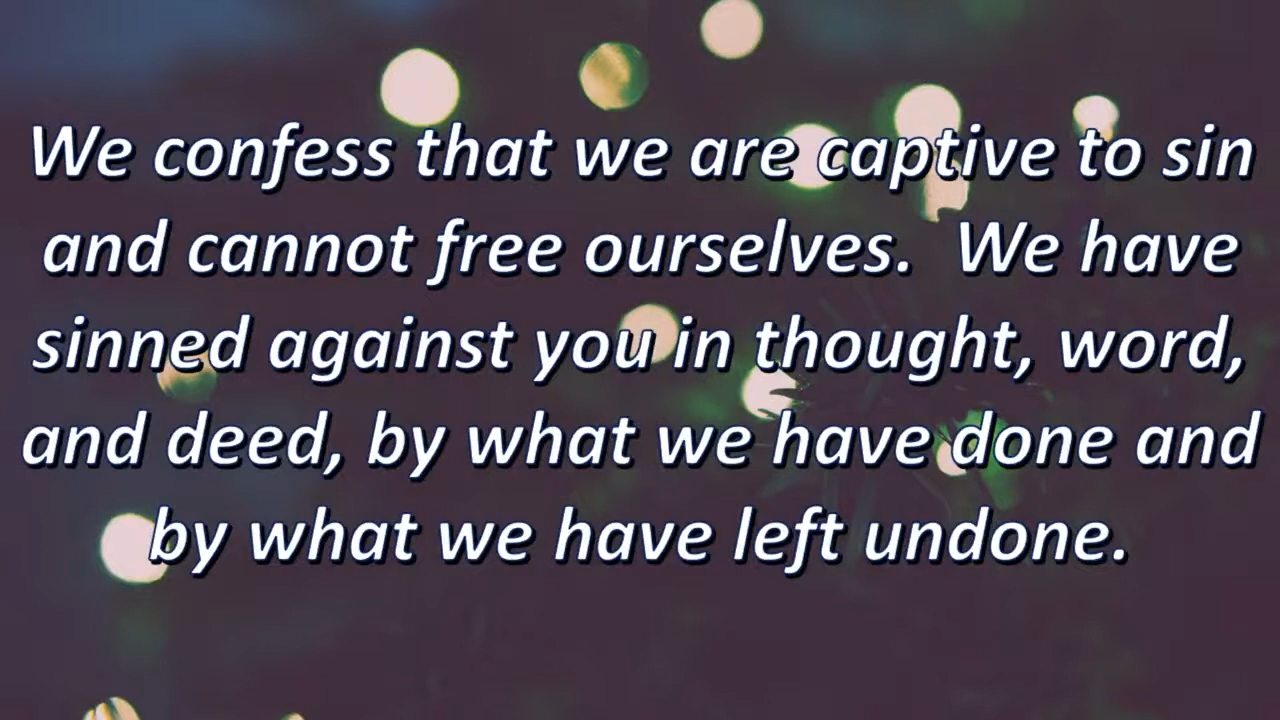 We confess that we are captive to sin
and cannot free ourselves.  We have
sinned against you in thought, word,
and deed, by what we have done and
by what we have left undone.